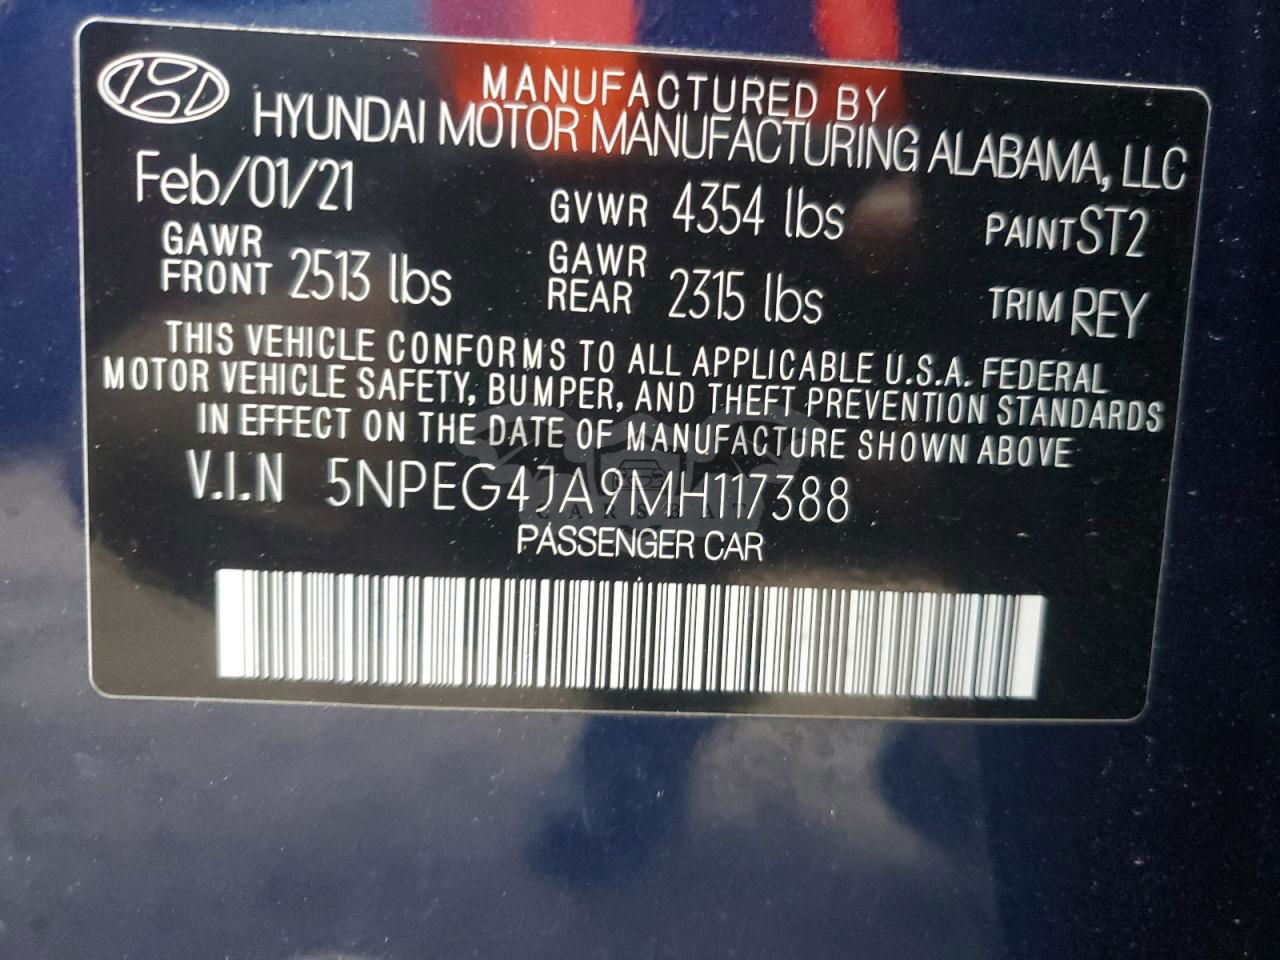 MANUFACTURED BY
HYUNDAI MOTOR MANUFACTURING ALABAMA, LLC
Feb/01/21 GVWR 4354 lbs PAINT ST2
GAWR FRONT 2513 lbs GAWR REAR 2315 lbs TRIM REY
THIS VEHICLE CONFORMS TO ALL APPLICABLE U.S.A. FEDERAL
MOTOR VEHICLE SAFETY, BUMPER, AND THEFT PREVENTION STANDARDS
IN EFFECT ON THE DATE OF MANUFACTURE SHOWN ABOVE
V.I.N 5NPEG4JA9MH117388
PASSENGER CAR